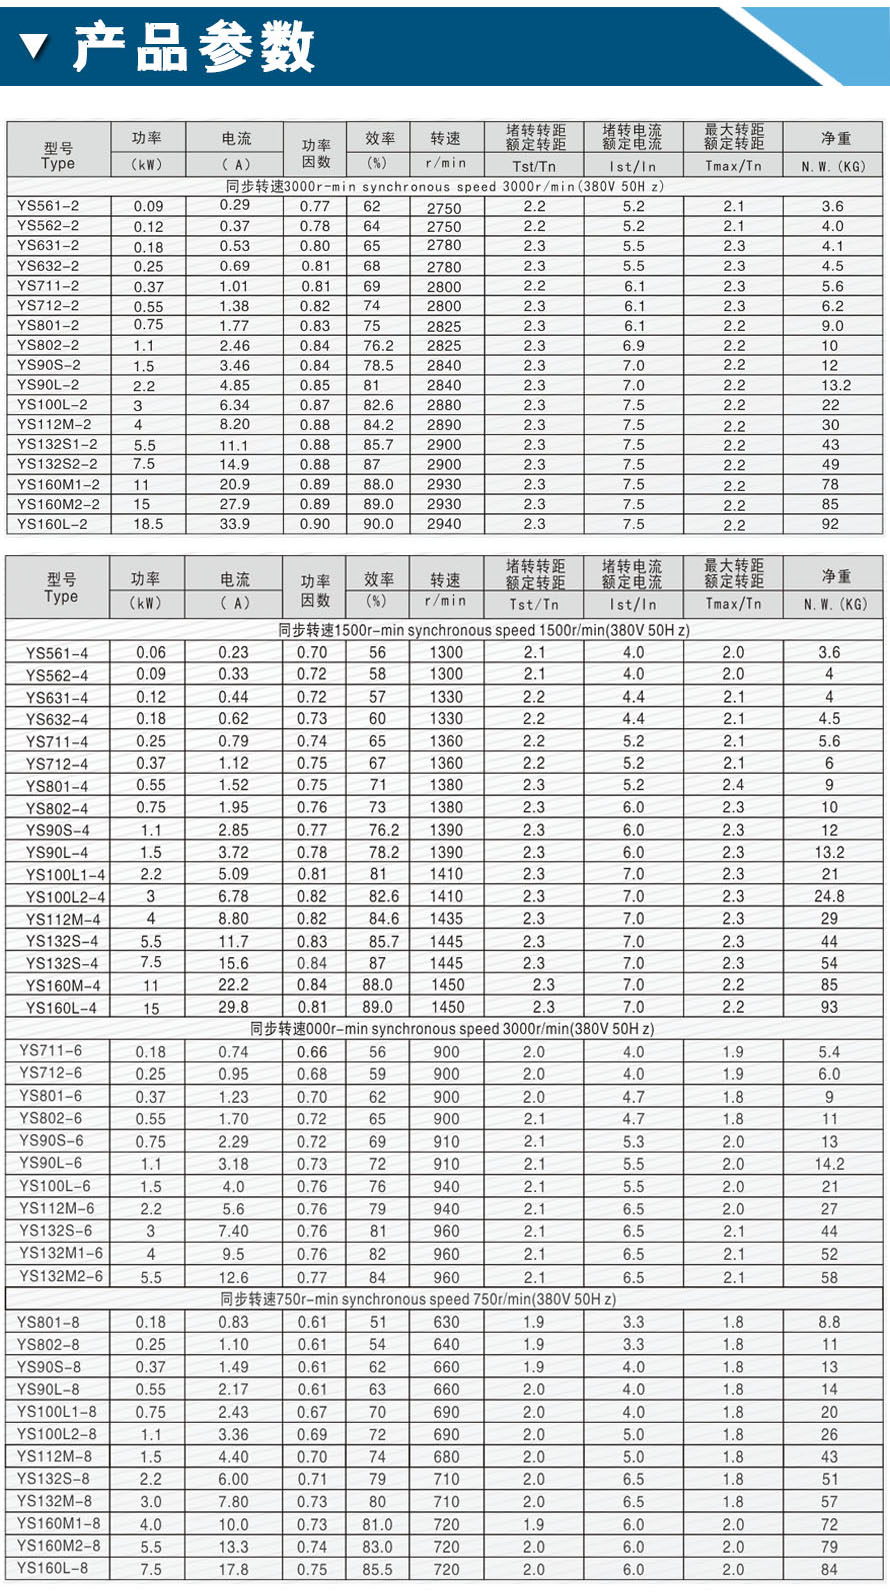 产品参数
型号 功率 电流 功率 效率 转速 堵转转距 堵转电流 最大转距 净重
额定转距 额定电流 额定转距
Type (kW) ( A) 因数 (%) r/min Tst/Tn Ist/In Tmax/Tn N.W.(KG)
同步转速3000r-min synchronous speed 3000r/min(380V 50H z)
YS561-2 0.09 0.29 0.77 62 2750 2.2 5.2 2.1 3.6
YS562-2 0.12 0.37 0.78 64 2750 2.2 5.2 2.1 4.0
YS631-2 0.18 0.53 0.80 65 2780 2.3 5.5 2.3 4.1
YS632-2 0.25 0.69 0.81 68 2780 2.3 5.5 2.3 4.5
YS711-2 0.37 1.01 0.81 69 2800 2.2 6.1 2.3 5.6
YS712-2 0.55 1.38 0.82 74 2800 2.3 6.1 2.3 6.2
YS801-2 0.75 1.77 0.83 75 2825 2.3 6.1 2.2 9.0
YS802-2 1.1 2.46 0.84 76.2 2825 2.3 6.9 2.2 10
YS90S-2 1.5 3.46 0.84 78.5 2840 2.3 7.0 2.2 12
YS90L-2 2.2 4.85 0.85 81 2840 2.3 7.0 2.2 13.2
YS100L-2 3 6.34 0.87 82.6 2880 2.3 7.5 2.2 22
YS112M-2 4 8.20 0.88 84.2 2890 2.3 7.5 2.2 30
YS132S1-2 5.5 11.1 0.88 85.7 2900 2.3 7.5 2.2 43
YS132S2-2 7.5 14.9 0.88 87 2900 2.3 7.5 2.2 49
YS160M1-2 11 20.9 0.89 88.0 2930 2.3 7.5 2.2 78
YS160M2-2 15 27.9 0.89 89.0 2930 2.3 7.5 2.2 85
YS160L-2 18.5 33.9 0.90 90.0 2940 2.3 7.5 2.2 92
型号 功率 电流 功率 效率 转速 堵转转距 堵转电流 最大转距 净重
额定转距 额定电流 额定转距
Type (kW) ( A) 因数 (%) r/min Tst/Tn Ist/In Tmax/Tn N.W.(KG)
同步转速1500r-min synchronous speed 1500r/min(380V 50H z)
YS561-4 0.06 0.23 0.70 56 1300 2.1 4.0 2.0 3.6
YS562-4 0.09 0.33 0.72 58 1300 2.1 4.0 2.0 4
YS631-4 0.12 0.44 0.72 57 1330 2.2 4.4 2.1 4
YS632-4 0.18 0.62 0.73 60 1330 2.2 4.4 2.1 4.5
YS711-4 0.25 0.79 0.74 65 1360 2.2 5.2 2.1 5.6
YS712-4 0.37 1.12 0.75 67 1360 2.2 5.2 2.1 6
YS801-4 0.55 1.52 0.75 71 1380 2.3 5.2 2.4 9
YS802-4 0.75 1.95 0.76 73 1380 2.3 6.0 2.3 10
YS90S-4 1.1 2.85 0.77 76.2 1390 2.3 6.0 2.3 12
YS90L-4 1.5 3.72 0.78 78.2 1390 2.3 6.0 2.3 13.2
YS100L1-4 2.2 5.09 0.81 81 1410 2.3 7.0 2.3 21
YS100L2-4 3 6.78 0.82 82.6 1410 2.3 7.0 2.3 24.8
YS112M-4 4 8.80 0.82 84.6 1435 2.3 7.0 2.3 29
YS132S-4 5.5 11.7 0.83 85.7 1445 2.3 7.0 2.3 44
YS132S-4 7.5 15.6 0.84 87 1445 2.3 7.0 2.3 54
YS160M-4 11 22.2 0.84 88.0 1450 2.3 7.0 2.2 85
YS160L-4 15 29.8 0.81 89.0 1450 2.3 7.0 2.2 93
同步转速000r-min synchronous speed 3000r/min(380V 50H z)
YS711-6 0.18 0.74 0.66 56 900 2.0 4.0 1.9 5.4
YS712-6 0.25 0.95 0.68 59 900 2.0 4.0 1.9 6.0
YS801-6 0.37 1.23 0.70 62 900 2.0 4.7 1.8 9
YS802-6 0.55 1.70 0.72 65 900 2.1 4.7 1.8 11
YS90S-6 0.75 2.29 0.72 69 910 2.1 5.3 2.0 13
YS90L-6 1.1 3.18 0.73 72 910 2.1 5.5 2.0 14.2
YS100L-6 1.5 4.0 0.76 76 940 2.1 5.5 2.0 21
YS112M-6 2.2 5.6 0.76 79 940 2.1 6.5 2.0 27
YS132S-6 3 7.40 0.76 81 960 2.1 6.5 2.1 44
YS132M1-6 4 9.5 0.76 82 960 2.1 6.5 2.1 52
YS132M2-6 5.5 12.6 0.77 84 960 2.1 6.5 2.1 58
同步转速750r-min synchronous speed 750r/min(380V 50H z)
YS801-8 0.18 0.83 0.61 51 630 1.9 3.3 1.8 8.8
YS802-8 0.25 1.10 0.61 54 640 1.9 3.3 1.8 11
YS90S-8 0.37 1.49 0.61 62 660 1.9 4.0 1.8 13
YS90L-8 0.55 2.17 0.61 63 660 2.0 4.0 1.8 14
YS100L1-8 0.75 2.43 0.67 70 690 2.0 4.0 1.8 20
YS100L2-8 1.1 3.36 0.69 72 690 2.0 5.0 1.8 26
YS112M-8 1.5 4.40 0.70 74 680 2.0 5.0 1.8 43
YS132S-8 2.2 6.00 0.71 79 710 2.0 6.5 1.8 51
YS132M-8 3.0 7.80 0.73 80 710 2.0 6.5 1.8 57
YS160M1-8 4.0 10.0 0.73 81.0 720 1.9 6.0 2.0 72
YS160M2-8 5.5 13.3 0.74 83.0 720 2.0 6.0 2.0 79
YS160L-8 7.5 17.8 0.75 85.5 720 2.0 6.0 2.0 84